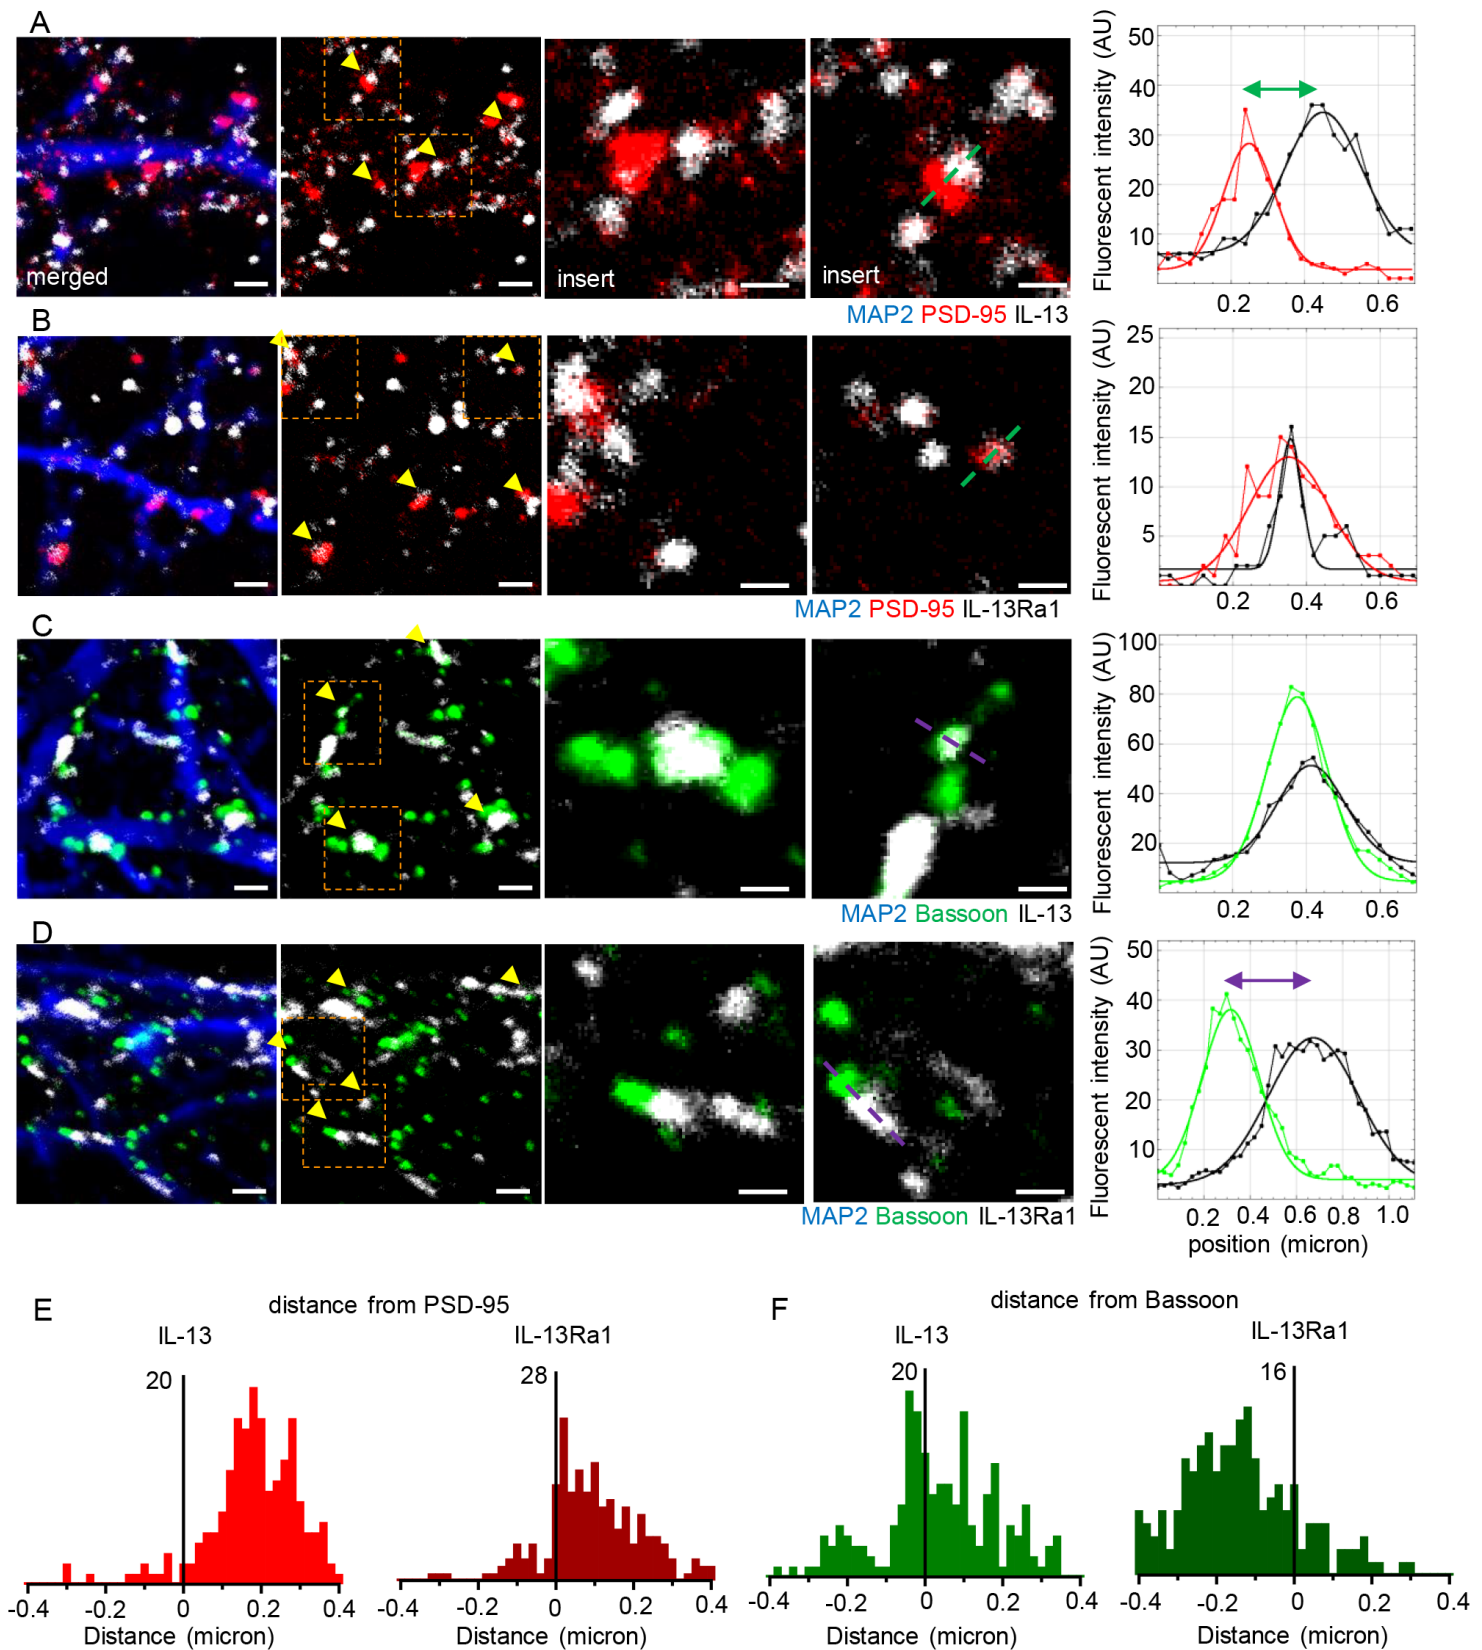 A
merged
insert
insert
MAP2 PSD-95 IL-13
Fluorescent intensity (AU)
50
40
30
20
10
0.2 0.4 0.6
B
MAP2 PSD-95 IL-13Ra1
Fluorescent intensity (AU)
25
20
15
10
5
0.2 0.4 0.6
C
MAP2 Bassoon IL-13
Fluorescent intensity (AU)
100
80
60
40
20
0.2 0.4 0.6
D
MAP2 Bassoon IL-13Ra1
Fluorescent intensity (AU)
50
40
30
20
10
0.2 0.4 0.6 0.8 1.0
position (micron)
E
distance from PSD-95
IL-13
20
-0.4 -0.2 0 0.2 0.4
Distance (micron)
IL-13Ra1
28
-0.4 -0.2 0 0.2 0.4
Distance (micron)
F
distance from Bassoon
IL-13
20
-0.4 -0.2 0 0.2 0.4
Distance (micron)
IL-13Ra1
16
-0.4 -0.2 0 0.2 0.4
Distance (micron)